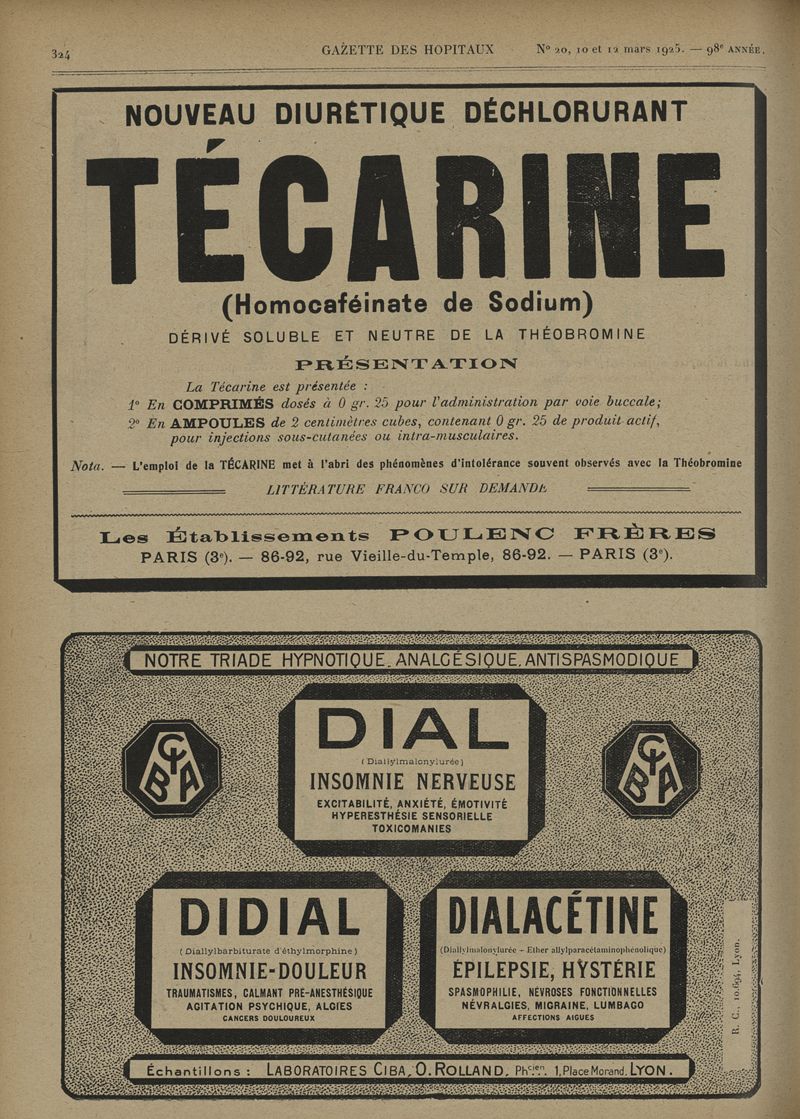 324
GAZETTE DES HOPITAUX
N° 20, 10 et 12 mars 1925. — 98e ANNÉE.
NOUVEAU DIURÉTIQUE DÉCHLORURANT
TÉCARINE
(Homocaféinate de Sodium)
DÉRIVÉ SOLUBLE ET NEUTRE DE LA THÉOBROMINE
PRÉSENTATION
La Técarine est présentée :
1° En COMPRIMÉS dosés à 0 gr. 25 pour l'administration par voie buccale;
2° En AMPOULES de 2 centimètres cubes, contenant 0 gr. 25 de produit actif,
pour injections sous-cutanées ou intra-musculaires.
Nota. — L'emploi de la TÉCARINE met à l'abri des phénomènes d'intolérance souvent observés avec la Théobromine
LITTÉRATURE FRANCO SUR DEMANDE
Les Établissements POULENC FRÈRES
PARIS (3e). — 86-92, rue Vieille-du-Temple, 86-92. — PARIS (3e).
NOTRE TRIADE HYPNOTIQUE. ANALGÉSIQUE. ANTISPASMODIQUE
CIBA
DIAL
(Diallylmalonylurée)
INSOMNIE NERVEUSE
EXCITABILITÉ, ANXIÉTÉ, ÉMOTIVITÉ
HYPERESTHÉSIE SENSORIELLE
TOXICOMANIES
CIBA
DIDIAL
(Diallylbarbiturate d'éthylmorphine)
INSOMNIE-DOULEUR
TRAUMATISMES, CALMANT PRÉ-ANESTHÉSIQUE
AGITATION PSYCHIQUE, ALGIES
CANCERS DOULOUREUX
DIALACÉTINE
(Diallylmalonylurée - Ether allylparacétaminophénolique)
ÉPILEPSIE, HYSTÉRIE
SPASMOPHILIE, NÉVROSES FONCTIONNELLES
NÉVRALGIES, MIGRAINE, LUMBAGO
AFFECTIONS AIGUES
R. C. 10.694, Lyon.
Échantillons : LABORATOIRES CIBA, O. ROLLAND, Phcien. 1, Place Morand, LYON.